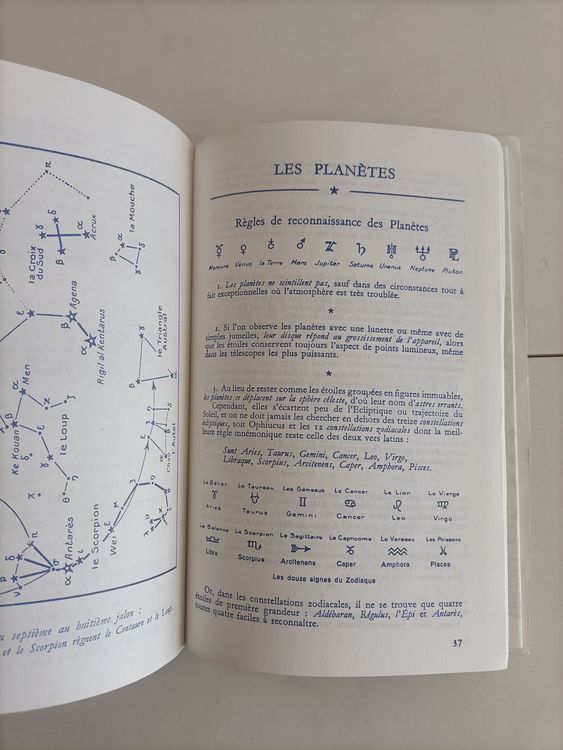 π
α
la Croix
du Sud
γ
δ
β
α
Acrux
la Mouche
β
α
γ
δ
ε
β
Agena
α
Rigil al Kentarus
le Triangle
Austral
α
Men
β
Ke Kouan
le Loup
γ
δ
ε
θ
η
π
δ
β
σ
α
Antarès
le Scorpion
Weï
ε
μ
l'Autel
septième au huitième jalon :
et le Scorpion règnent le Centaure et le Loup.
LES PLANÈTES
Règles de reconnaissance des Planètes
☿ ♀ ♁ ♂ ♃ ♄ ♅ ♆ ♇
Mercure Vénus la Terre Mars Jupiter Saturne Uranus Neptune Pluton
1. Les planètes ne scintillent pas, sauf dans des circonstances tout à
fait exceptionnelles où l'atmosphère est très troublée.
2. Si l'on observe les planètes avec une lunette ou même avec de
simples jumelles, leur disque répond au grossissement de l'appareil, alors
que les étoiles conservent toujours l'aspect de points lumineux, même
dans les télescopes les plus puissants.
3. Au lieu de rester comme les étoiles groupées en figures immuables,
les planètes se déplacent sur la sphère céleste, d'où leur nom d'astres errants.
Cependant, elles s'écartent peu de l'Ecliptique ou trajectoire du
Soleil, et on ne doit jamais les chercher en dehors des treize constellations
écliptiques, soit Ophiucus et les 12 constellations zodiacales dont la meil-
leure règle mnémonique reste celle des deux vers latins :
Sunt Aries, Taurus, Gemini, Cancer, Leo, Virgo,
Libraque, Scorpius, Arcitenens, Caper, Amphora, Pisces.
Le Bélier Le Taureau Les Gémeaux Le Cancer Le Lion La Vierge
♈ ♉ ♊ ♋ ♌ ♍
Aries Taurus Gemini Cancer Leo Virgo
La Balance Le Scorpion Le Sagittaire Le Capricorne Le Verseau Les Poissons
♎ ♏ ♐ ♑ ♒ ♓
Libra Scorpius Arcitenens Caper Amphora Pisces
Les douze signes du Zodiaque
Or, dans les constellations zodiacales, il ne se trouve que quatre
étoiles de première grandeur : Aldébaran, Régulus, l'Épi et Antarès,
toutes quatre faciles à reconnaître.
37